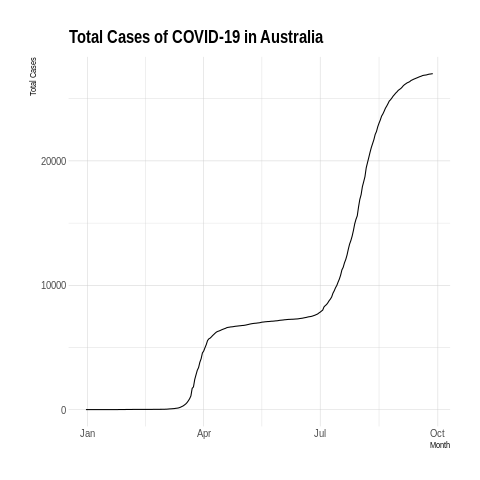 Total Cases of COVID-19 in Australia
Total Cases
20000
10000
0
Jan Apr Jul Oct
Month